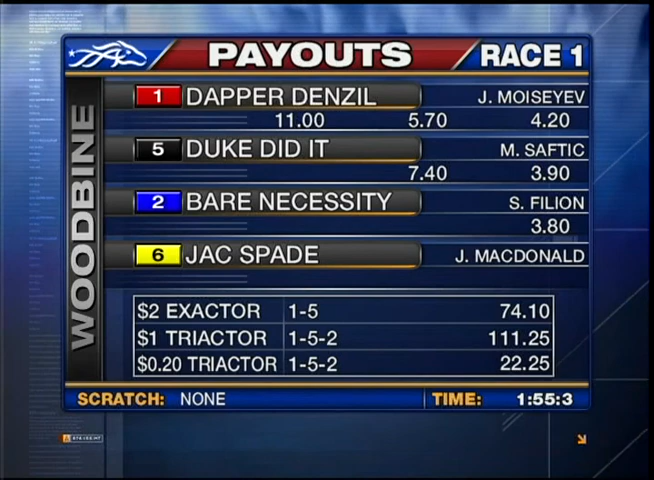 PAYOUTS RACE 1
WOODBINE
1 DAPPER DENZIL J. MOISEYEV
11.00 5.70 4.20
5 DUKE DID IT M. SAFTIC
7.40 3.90
2 BARE NECESSITY S. FILION
3.80
6 JAC SPADE J. MACDONALD
$2 EXACTOR 1-5 74.10
$1 TRIACTOR 1-5-2 111.25
$0.20 TRIACTOR 1-5-2 22.25
SCRATCH: NONE TIME: 1:55:3